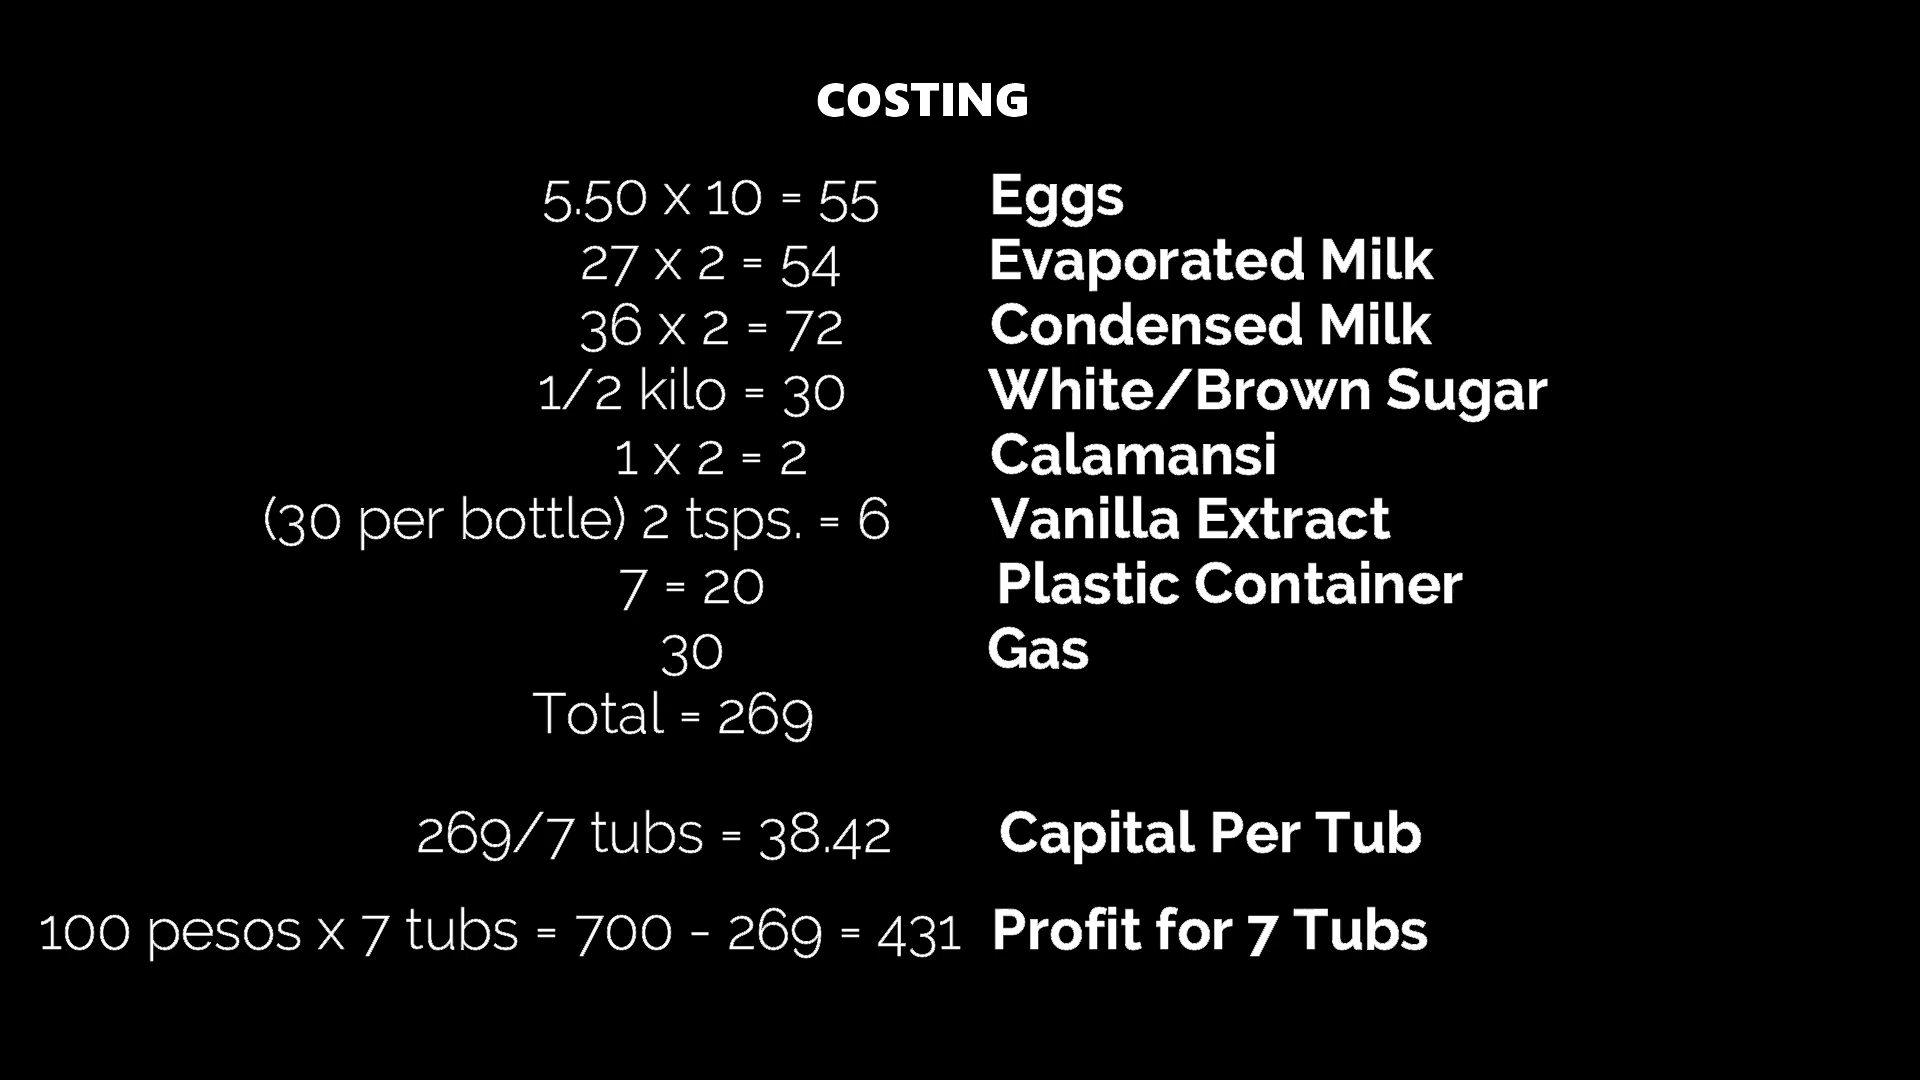 COSTING
5.50 x 10 = 55 Eggs
27 x 2 = 54 Evaporated Milk
36 x 2 = 72 Condensed Milk
1/2 kilo = 30 White/Brown Sugar
1 x 2 = 2 Calamansi
(30 per bottle) 2 tsps. = 6 Vanilla Extract
7 = 20 Plastic Container
30 Gas
Total = 269
269/7 tubs = 38.42 Capital Per Tub
100 pesos x 7 tubs = 700 - 269 = 431 Profit for 7 Tubs